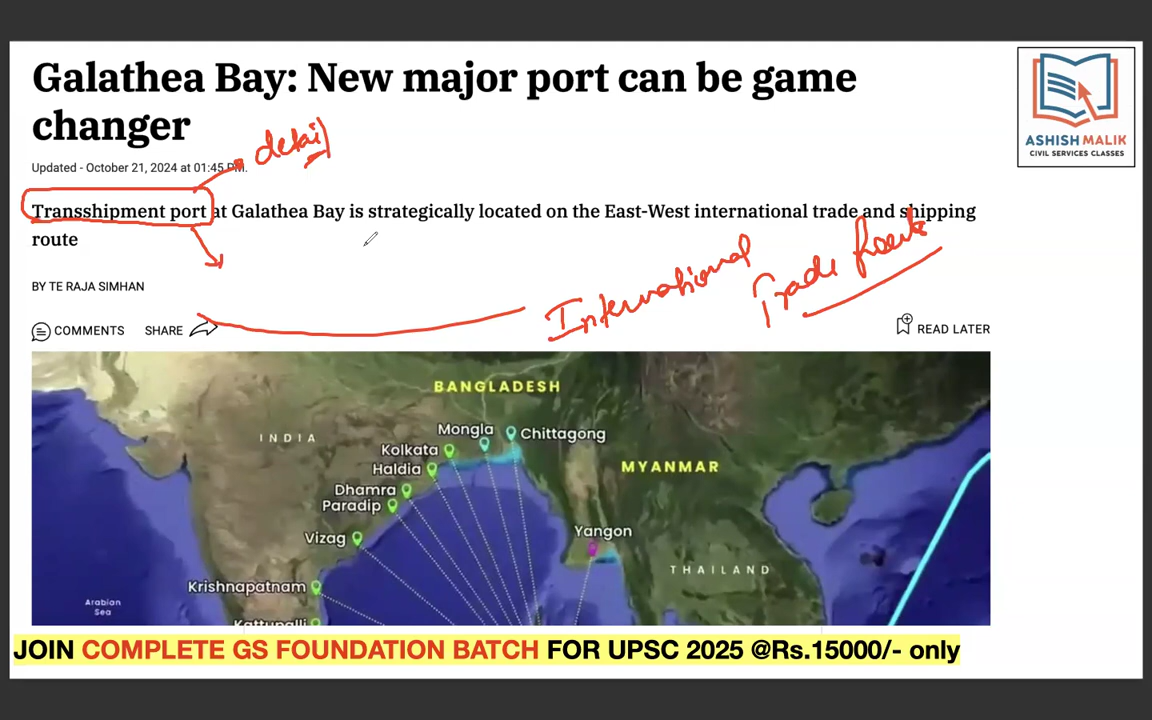 Galathea Bay: New major port can be game
changer
Updated - October 21, 2024 at 01:45 PM.
detail
Transshipment port at Galathea Bay is strategically located on the East-West international trade and shipping
route
International Trade Route
BY TE RAJA SIMHAN
COMMENTS SHARE READ LATER
ASHISH MALIK
CIVIL SERVICES CLASSES
BANGLADESH
INDIA
Mongla
Chittagong
Kolkata
Haldia
MYANMAR
Dhamra
Paradip
Vizag
Yangon
THAILAND
Krishnapatnam
Arabian
Sea
Kattupalli
JOIN COMPLETE GS FOUNDATION BATCH FOR UPSC 2025 @Rs.15000/- only